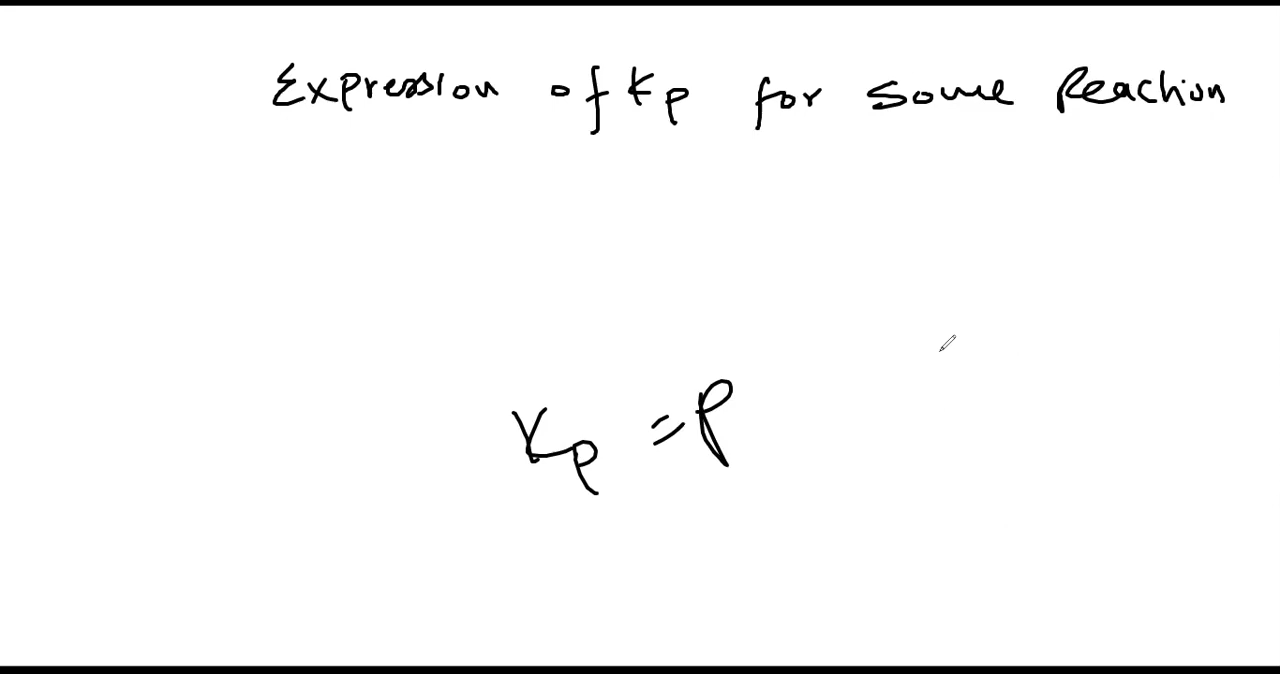 Expression of Kp for some Reaction
Kp = P